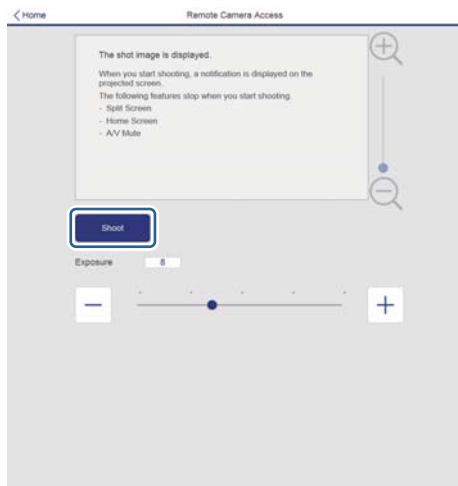 < Home
Remote Camera Access
The shot image is displayed.
When you start shooting, a notification is displayed on the
projected screen.
The following features stop when you start shooting.
- Split Screen
- Home Screen
- A/V Mute
Shoot
Exposure 8